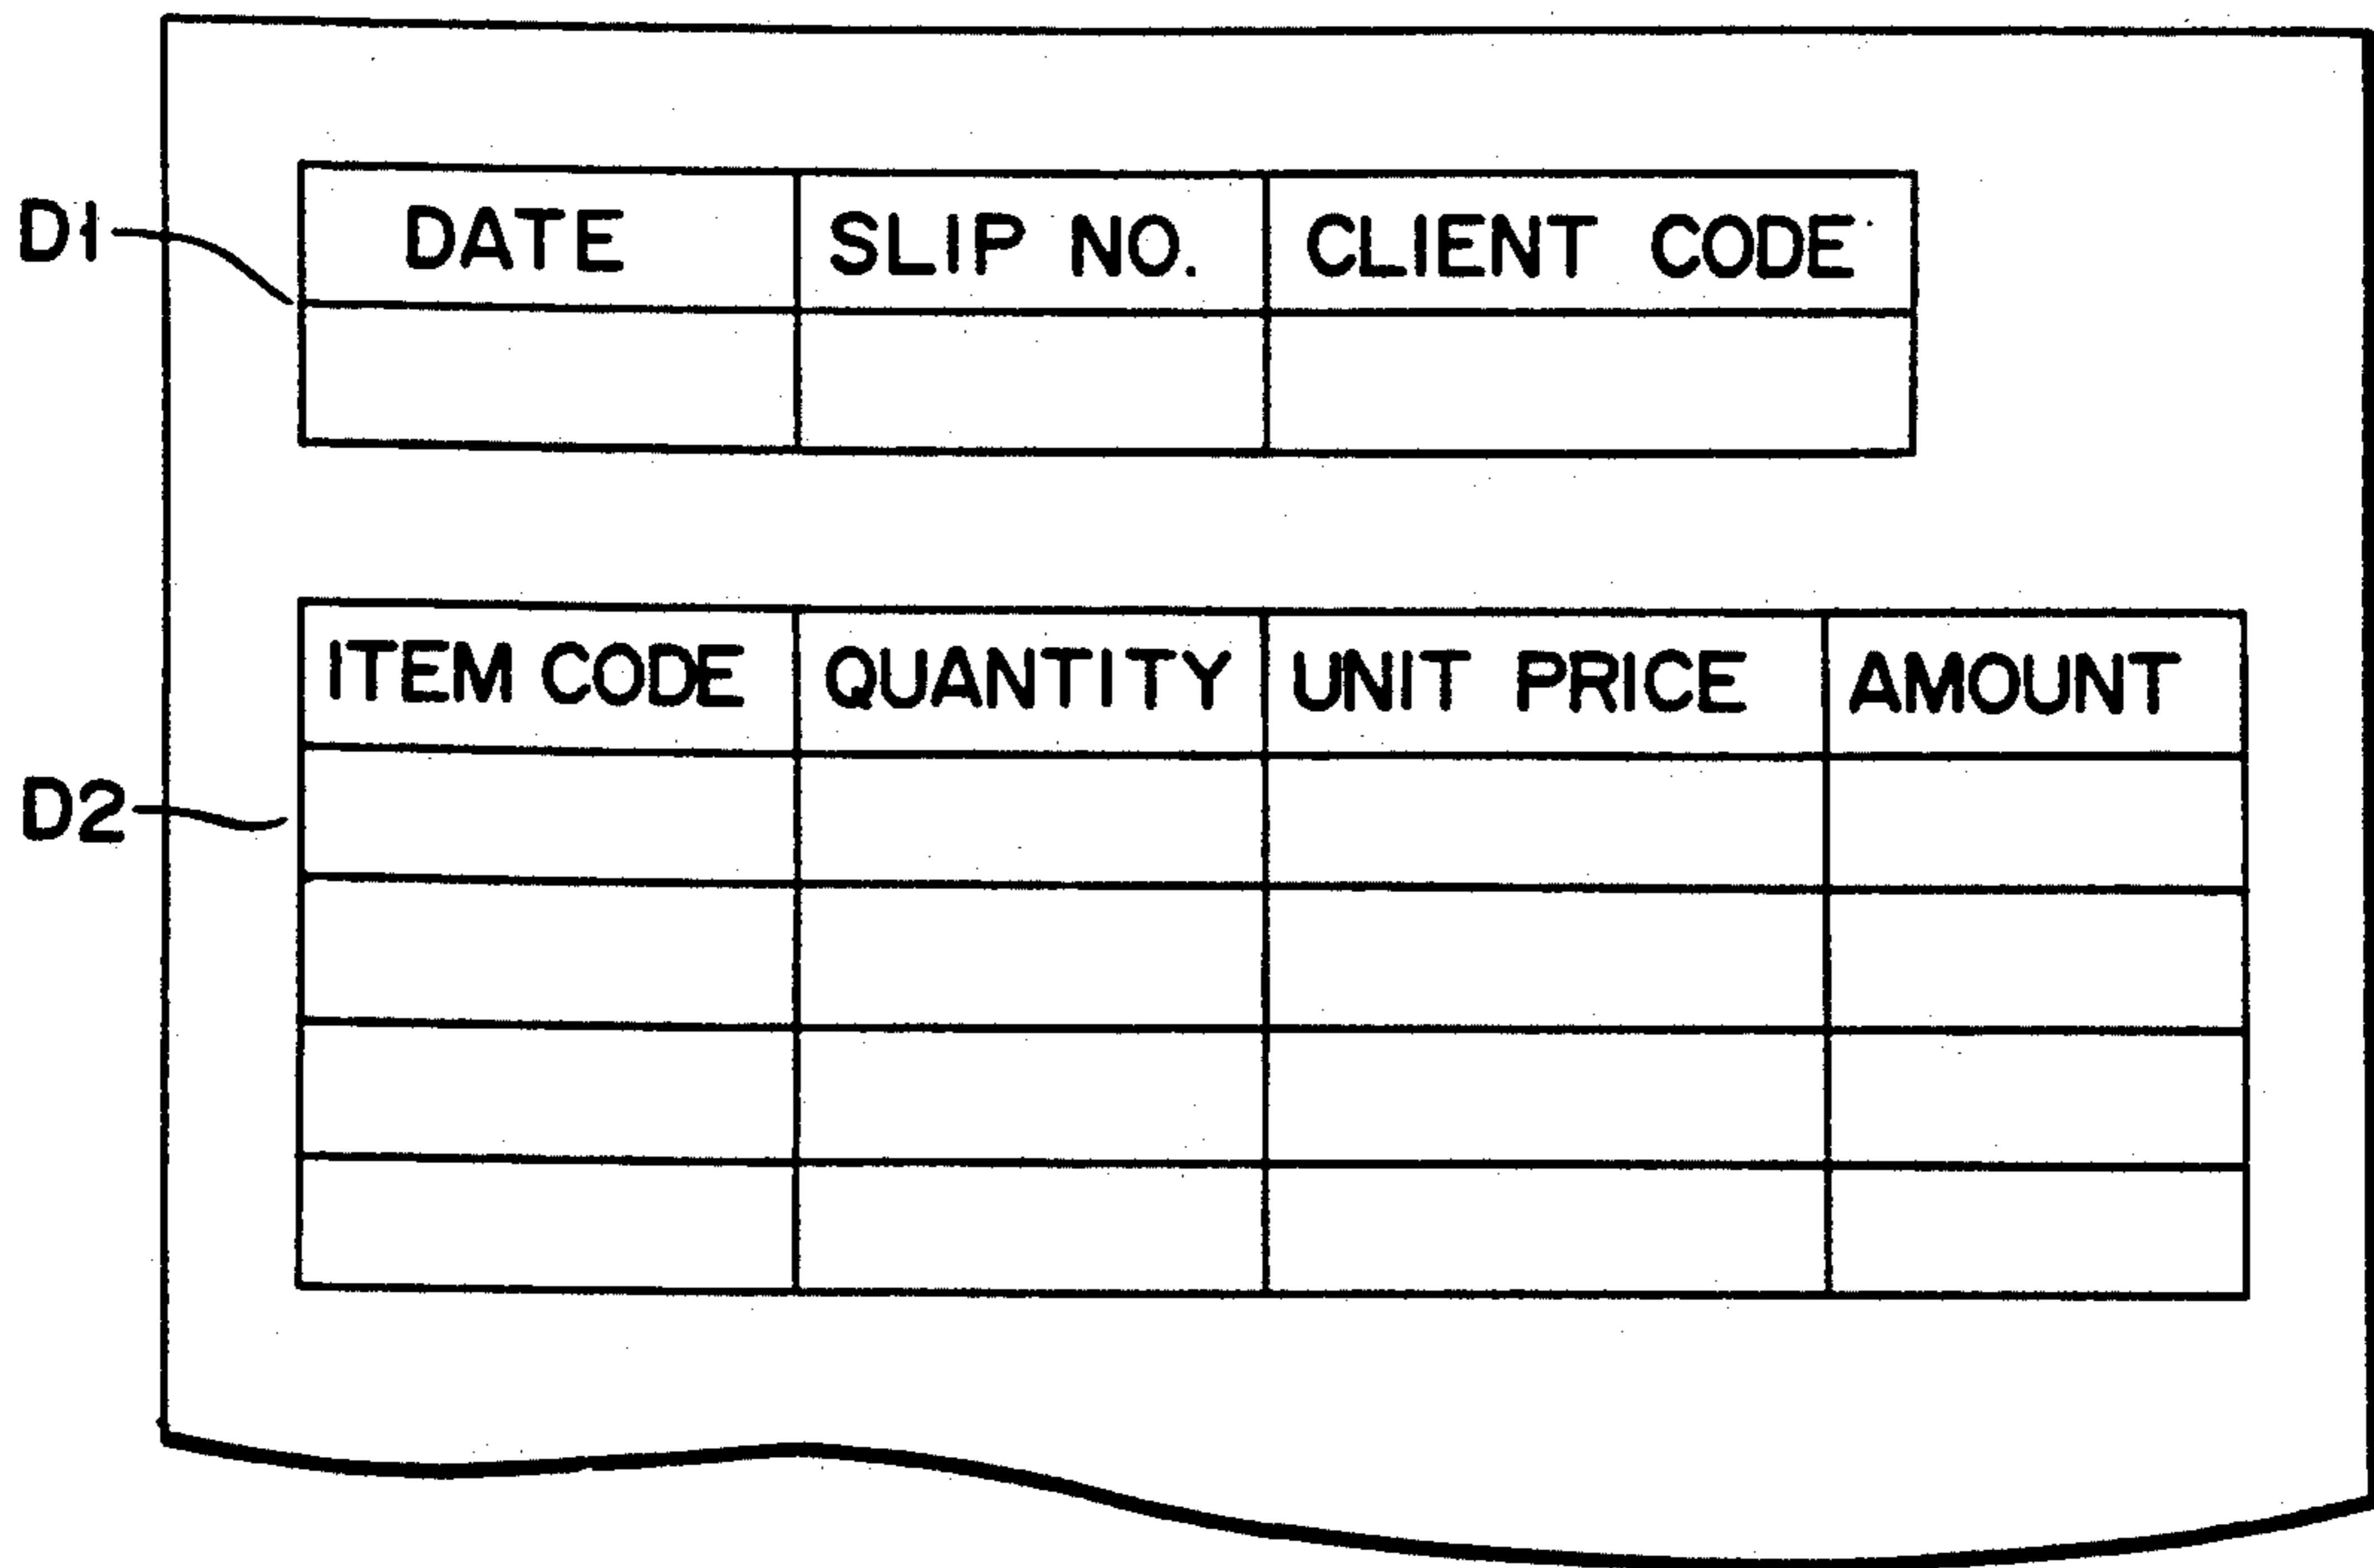 D1 DATE SLIP NO. CLIENT CODE
ITEM CODE QUANTITY UNIT PRICE AMOUNT
D2